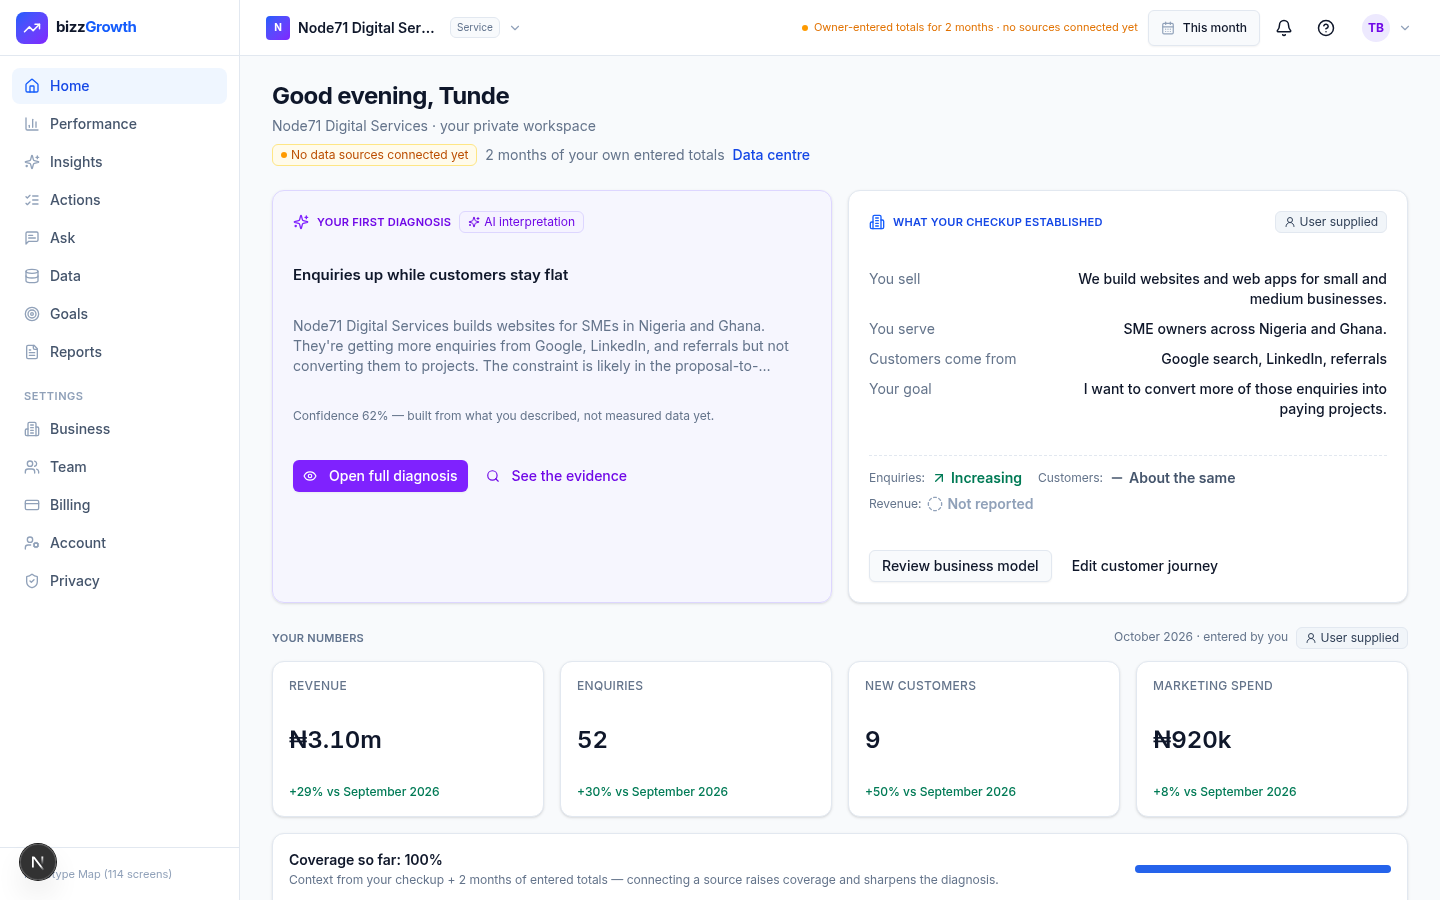 bizzGrowth
Node71 Digital Ser...
Service
Owner-entered totals for 2 months · no sources connected yet
This month
TB
Home
Performance
Insights
Actions
Ask
Data
Goals
Reports
SETTINGS
Business
Team
Billing
Account
Privacy
N
type Map (114 screens)
Good evening, Tunde
Node71 Digital Services · your private workspace
No data sources connected yet
2 months of your own entered totals
Data centre
YOUR FIRST DIAGNOSIS
AI interpretation
Enquiries up while customers stay flat
Node71 Digital Services builds websites for SMEs in Nigeria and Ghana.
They're getting more enquiries from Google, LinkedIn, and referrals but not
converting them to projects. The constraint is likely in the proposal-to-...
Confidence 62% — built from what you described, not measured data yet.
Open full diagnosis
See the evidence
WHAT YOUR CHECKUP ESTABLISHED
User supplied
You sell
We build websites and web apps for small and
medium businesses.
You serve
SME owners across Nigeria and Ghana.
Customers come from
Google search, LinkedIn, referrals
Your goal
I want to convert more of those enquiries into
paying projects.
Enquiries: Increasing Customers: About the same
Revenue: Not reported
Review business model
Edit customer journey
YOUR NUMBERS
October 2026 · entered by you
User supplied
REVENUE
₦3.10m
+29% vs September 2026
ENQUIRIES
52
+30% vs September 2026
NEW CUSTOMERS
9
+50% vs September 2026
MARKETING SPEND
₦920k
+8% vs September 2026
Coverage so far: 100%
Context from your checkup + 2 months of entered totals — connecting a source raises coverage and sharpens the diagnosis.